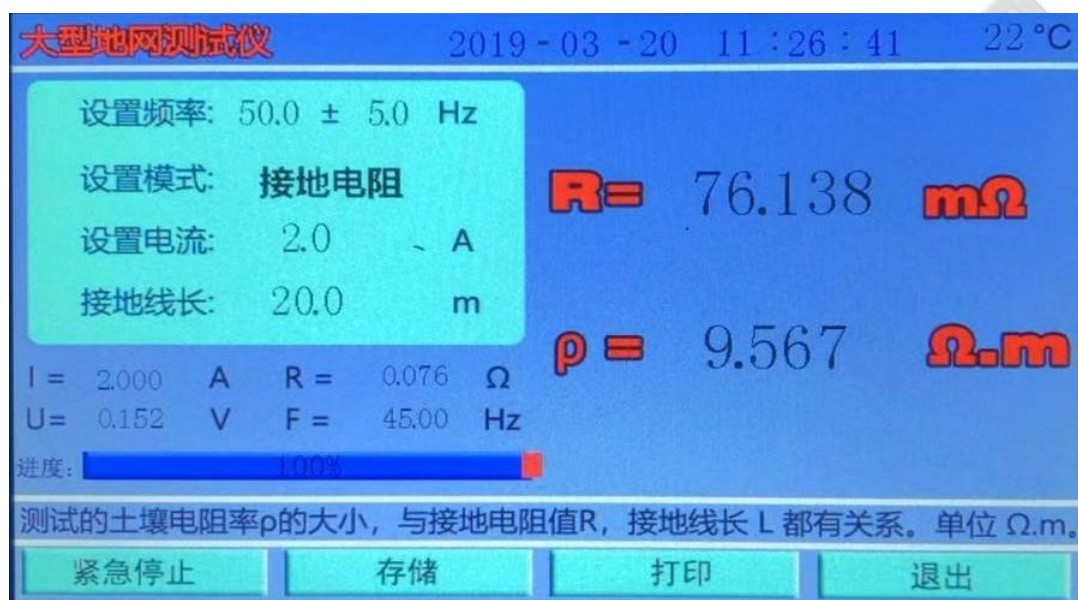 大型地网测试仪 2019-03-20 11:26:41 22℃
设置频率: 50.0 ± 5.0 Hz
设置模式: 接地电阻
设置电流: 2.0 A
接地线长: 20.0 m
R= 76.138 mΩ
ρ= 9.567 Ω.m
I = 2.000 A R = 0.076 Ω
U= 0.152 V F = 45.00 Hz
进度: 100%
测试的土壤电阻率ρ的大小，与接地电阻值R，接地线长 L 都有关系。单位 Ω.m。
紧急停止 存储 打印 退出